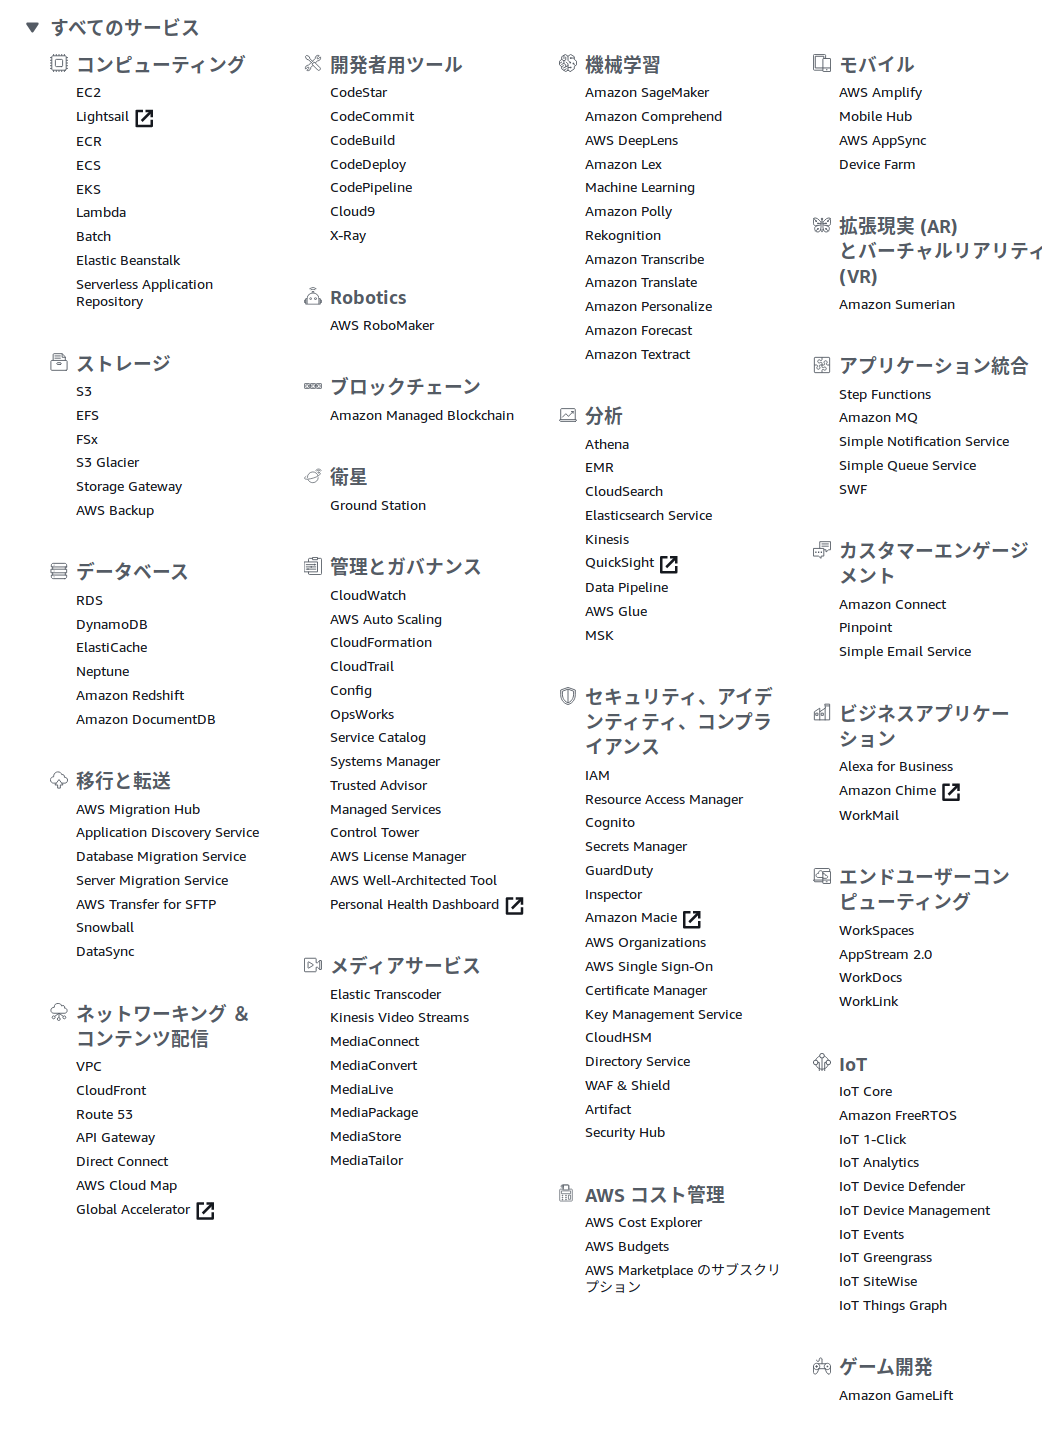 すべてのサービス
コンピューティング
EC2
Lightsail
ECR
ECS
EKS
Lambda
Batch
Elastic Beanstalk
Serverless Application
Repository
ストレージ
S3
EFS
FSx
S3 Glacier
Storage Gateway
AWS Backup
データベース
RDS
DynamoDB
ElastiCache
Neptune
Amazon Redshift
Amazon DocumentDB
移行と転送
AWS Migration Hub
Application Discovery Service
Database Migration Service
Server Migration Service
AWS Transfer for SFTP
Snowball
DataSync
ネットワーキング &
コンテンツ配信
VPC
CloudFront
Route 53
API Gateway
Direct Connect
AWS Cloud Map
Global Accelerator
開発者用ツール
CodeStar
CodeCommit
CodeBuild
CodeDeploy
CodePipeline
Cloud9
X-Ray
Robotics
AWS RoboMaker
ブロックチェーン
Amazon Managed Blockchain
衛星
Ground Station
管理とガバナンス
CloudWatch
AWS Auto Scaling
CloudFormation
CloudTrail
Config
OpsWorks
Service Catalog
Systems Manager
Trusted Advisor
Managed Services
Control Tower
AWS License Manager
AWS Well-Architected Tool
Personal Health Dashboard
メディアサービス
Elastic Transcoder
Kinesis Video Streams
MediaConnect
MediaConvert
MediaLive
MediaPackage
MediaStore
MediaTailor
機械学習
Amazon SageMaker
Amazon Comprehend
AWS DeepLens
Amazon Lex
Machine Learning
Amazon Polly
Rekognition
Amazon Transcribe
Amazon Translate
Amazon Personalize
Amazon Forecast
Amazon Textract
分析
Athena
EMR
CloudSearch
Elasticsearch Service
Kinesis
QuickSight
Data Pipeline
AWS Glue
MSK
セキュリティ、アイデ
ンティティ、コンプラ
イアンス
IAM
Resource Access Manager
Cognito
Secrets Manager
GuardDuty
Inspector
Amazon Macie
AWS Organizations
AWS Single Sign-On
Certificate Manager
Key Management Service
CloudHSM
Directory Service
WAF & Shield
Artifact
Security Hub
AWS コスト管理
AWS Cost Explorer
AWS Budgets
AWS Marketplace のサブスクリ
プション
モバイル
AWS Amplify
Mobile Hub
AWS AppSync
Device Farm
拡張現実 (AR)
とバーチャルリアリティ
(VR)
Amazon Sumerian
アプリケーション統合
Step Functions
Amazon MQ
Simple Notification Service
Simple Queue Service
SWF
カスタマーエンゲージ
メント
Amazon Connect
Pinpoint
Simple Email Service
ビジネスアプリケー
ション
Alexa for Business
Amazon Chime
WorkMail
エンドユーザーコン
ピューティング
WorkSpaces
AppStream 2.0
WorkDocs
WorkLink
IoT
IoT Core
Amazon FreeRTOS
IoT 1-Click
IoT Analytics
IoT Device Defender
IoT Device Management
IoT Events
IoT Greengrass
IoT SiteWise
IoT Things Graph
ゲーム開発
Amazon GameLift